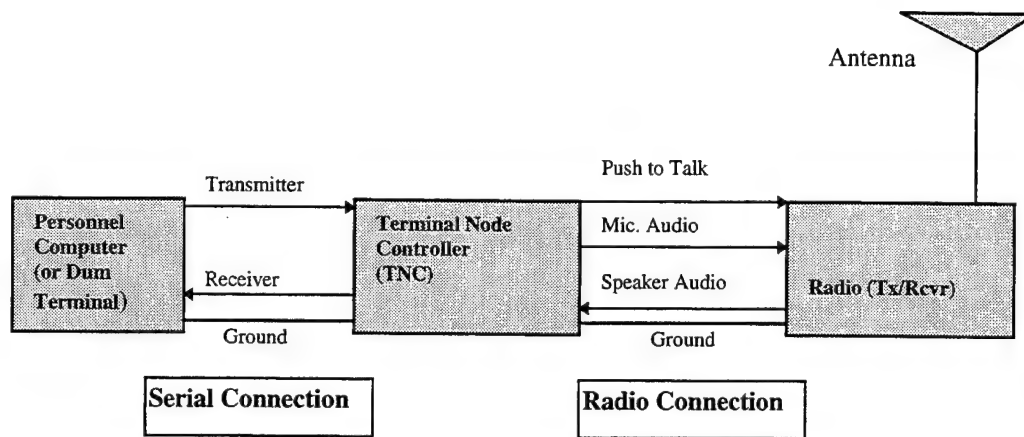 Antenna
Transmitter
Push to Talk
Personnel
Computer
(or Dum
Terminal)
Terminal Node
Controller
(TNC)
Mic. Audio
Receiver
Speaker Audio
Radio (Tx/Rcvr)
Ground
Ground
Serial Connection
Radio Connection